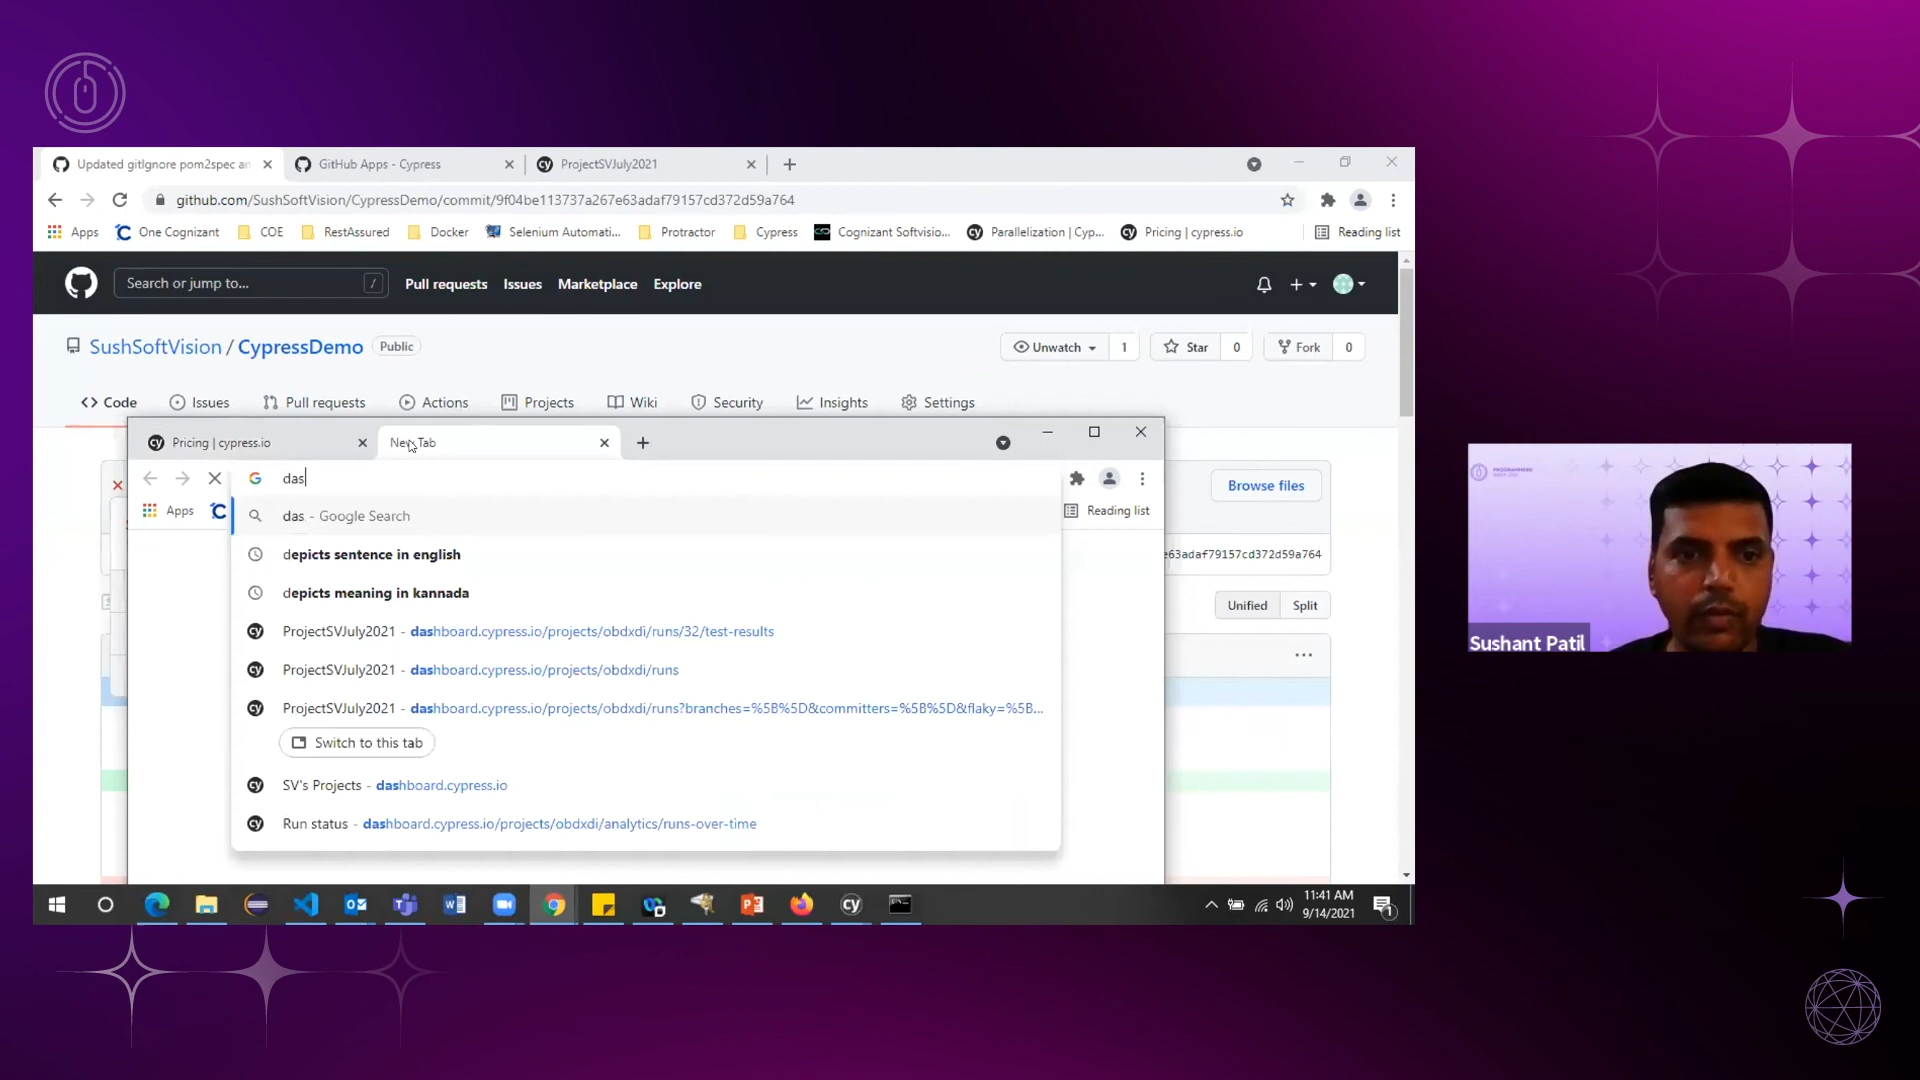 Updated gitIgnore pom2spec an
GitHub Apps - Cypress
ProjectSVJuly2021
github.com/SushSoftVision/CypressDemo/commit/9f04be113737a267e63adaf79157cd372d59a764
Apps
One Cognizant
COE
RestAssured
Docker
Selenium Automati...
Protractor
Cypress
Cognizant Softvisio...
Parallelization | Cyp...
Pricing | cypress.io
Reading list
Search or jump to...
/
Pull requests
Issues
Marketplace
Explore
SushSoftVision / CypressDemo
Public
Unwatch
1
Star
0
Fork
0
Code
Issues
Pull requests
Actions
Projects
Wiki
Security
Insights
Settings
Pricing | cypress.io
New Tab
das
Apps
Reading list
das - Google Search
depicts sentence in english
depicts meaning in kannada
ProjectSVJuly2021 - dashboard.cypress.io/projects/obdxdi/runs/32/test-results
ProjectSVJuly2021 - dashboard.cypress.io/projects/obdxdi/runs
ProjectSVJuly2021 - dashboard.cypress.io/projects/obdxdi/runs?branches=%5B%5D&committers=%5B%5D&flaky=%5B...
Switch to this tab
SV's Projects - dashboard.cypress.io
Run status - dashboard.cypress.io/projects/obdxdi/analytics/runs-over-time
Browse files
e63adaf79157cd372d59a764
Unified
Split
11:41 AM
9/14/2021
1
Sushant Patil